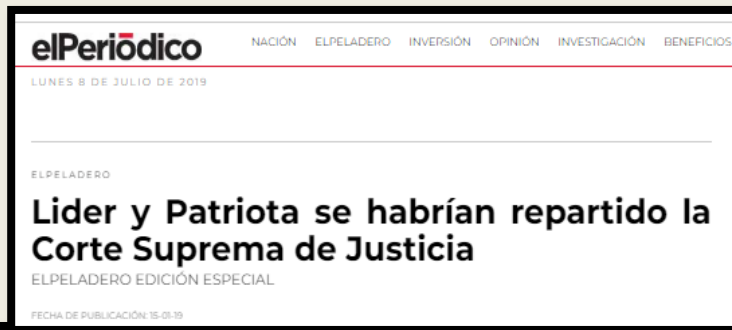 elPeriōdico NACIÓN ELPELADERO INVERSIÓN OPINIÓN INVESTIGACIÓN BENEFICIOS
LUNES 8 DE JULIO DE 2019
ELPELADERO
Lider y Patriota se habrían repartido la
Corte Suprema de Justicia
ELPELADERO EDICIÓN ESPECIAL
FECHA DE PUBLICACIÓN: 15-01-19